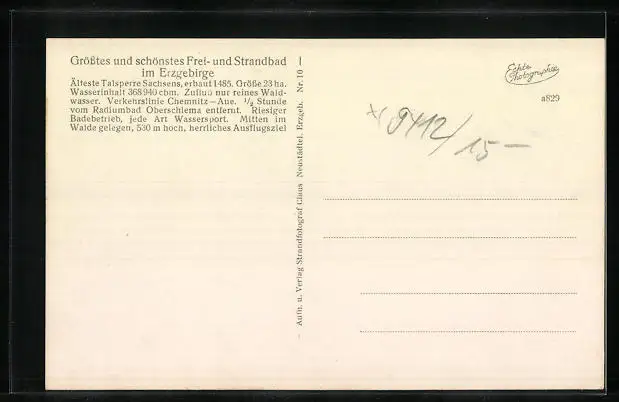 Größtes und schönstes Frei- und Strandbad
im Erzgebirge
Älteste Talsperre Sachsens, erbaut 1485. Größe 23 ha.
Wasserinhalt 368 940 cbm. Zufluß nur reines Wald-
wasser. Verkehrslinie Chemnitz—Aue. ½ Stunde
vom Radiumbad Oberschlema entfernt. Riesiger
Badebetrieb, jede Art Wassersport. Mitten im
Walde gelegen, 530 m hoch, herrliches Ausflugsziel
Aufn. u. Verlag Strandfotograf Claus Neustädtel, Erzgeb. Nr. 10 I
Echte
Photographie
a829
9412/15 —